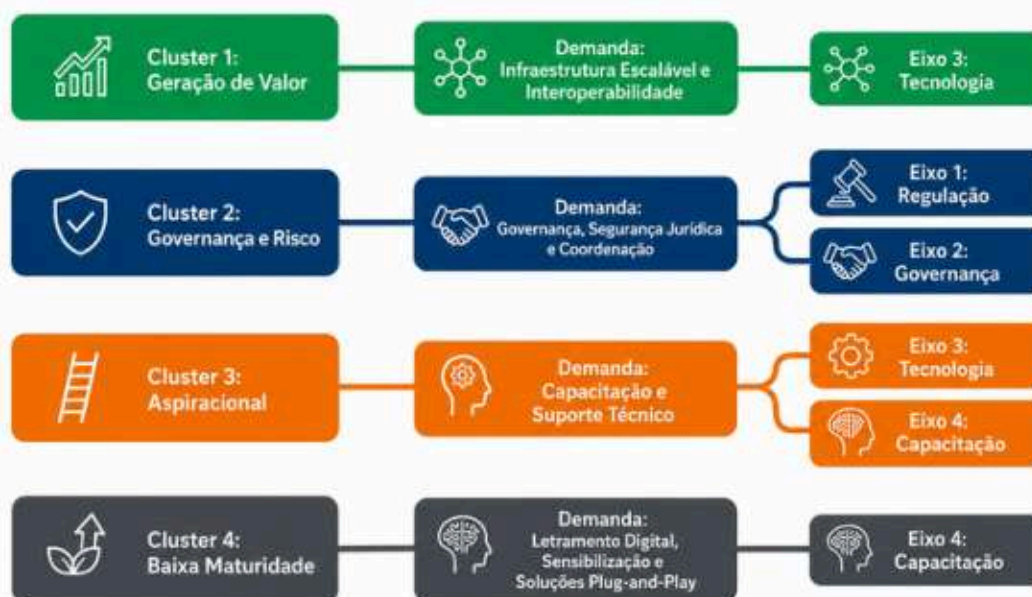 Cluster 1:
Geração de Valor
Demanda:
Infraestrutura Escalável e
Interoperabilidade
Eixo 3:
Tecnologia
Cluster 2:
Governança e Risco
Demanda:
Governança, Segurança Jurídica
e Coordenação
Eixo 1:
Regulação
Eixo 2:
Governança
Cluster 3:
Aspiracional
Demanda:
Capacitação e
Suporte Técnico
Eixo 3:
Tecnologia
Eixo 4:
Capacitação
Cluster 4:
Baixa Maturidade
Demanda:
Letramento Digital,
Sensibilização e
Soluções Plug-and-Play
Eixo 4:
Capacitação